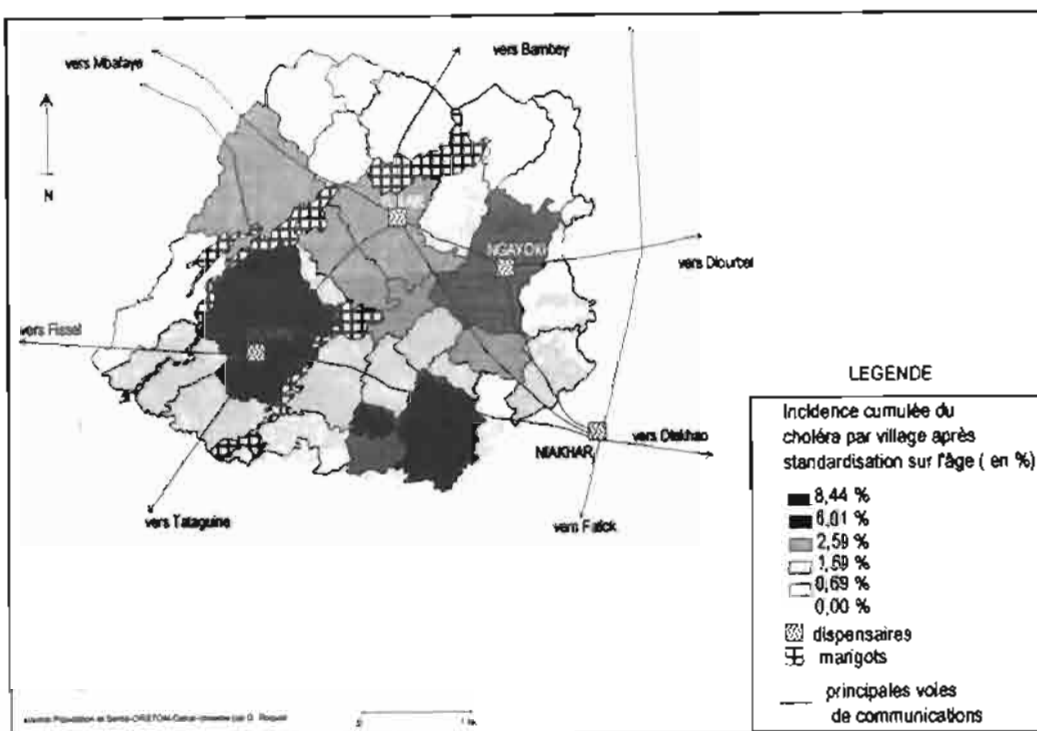 vers Bambey
vers Mbafaye
N
NGAYOKI
vers Diourbel
vers Fissel
LEGENDE
Incidence cumulée du
choléra par village après
standardisation sur l'âge ( en %)
8,44 %
6,01 %
2,59 %
1,69 %
0,69 %
0,00 %
dispensaires
marigots
principales voies
de communications
vers Diakhao
NIAKHAR
vers Tataguine
vers Fatick